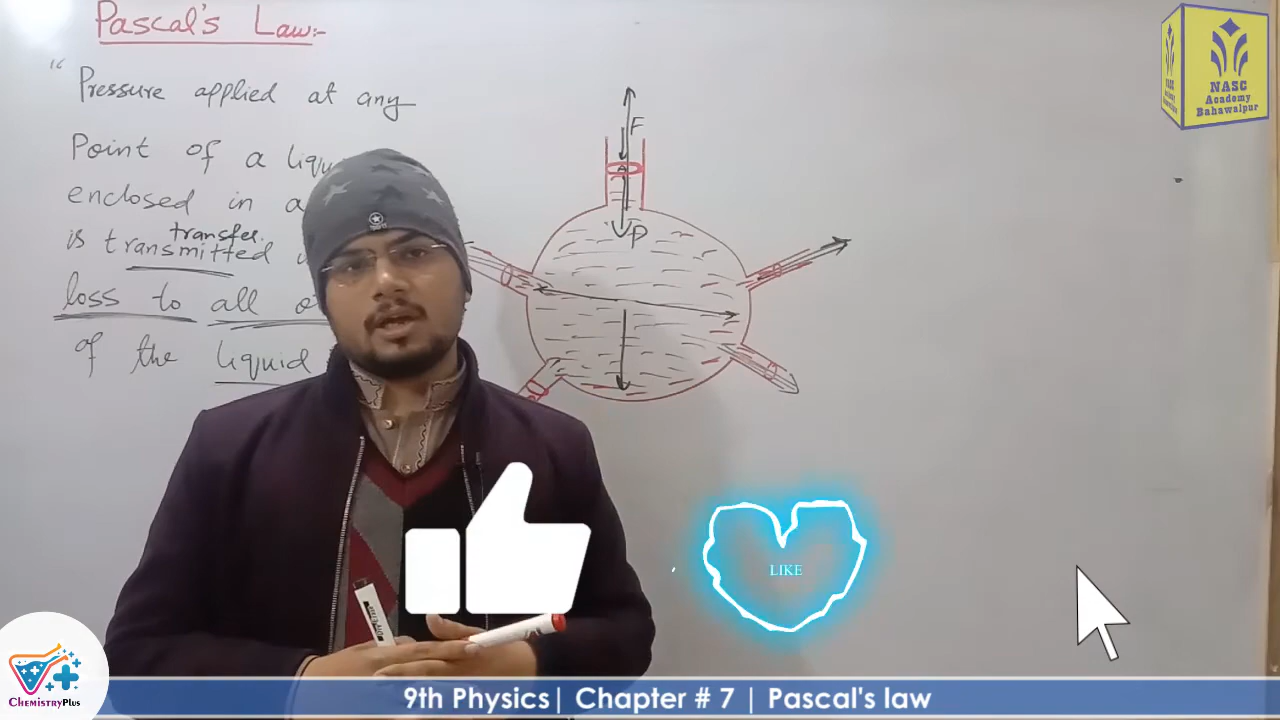 Pascal's Law:-
" Pressure applied at any
Point of a liqu
enclosed in a
transfer.
is transmitted
loss to all o
of the liquid
F
A
P
NASC
Academy
Bahawalpur
LIKE
ChemistryPlus
9th Physics| Chapter # 7 | Pascal's law